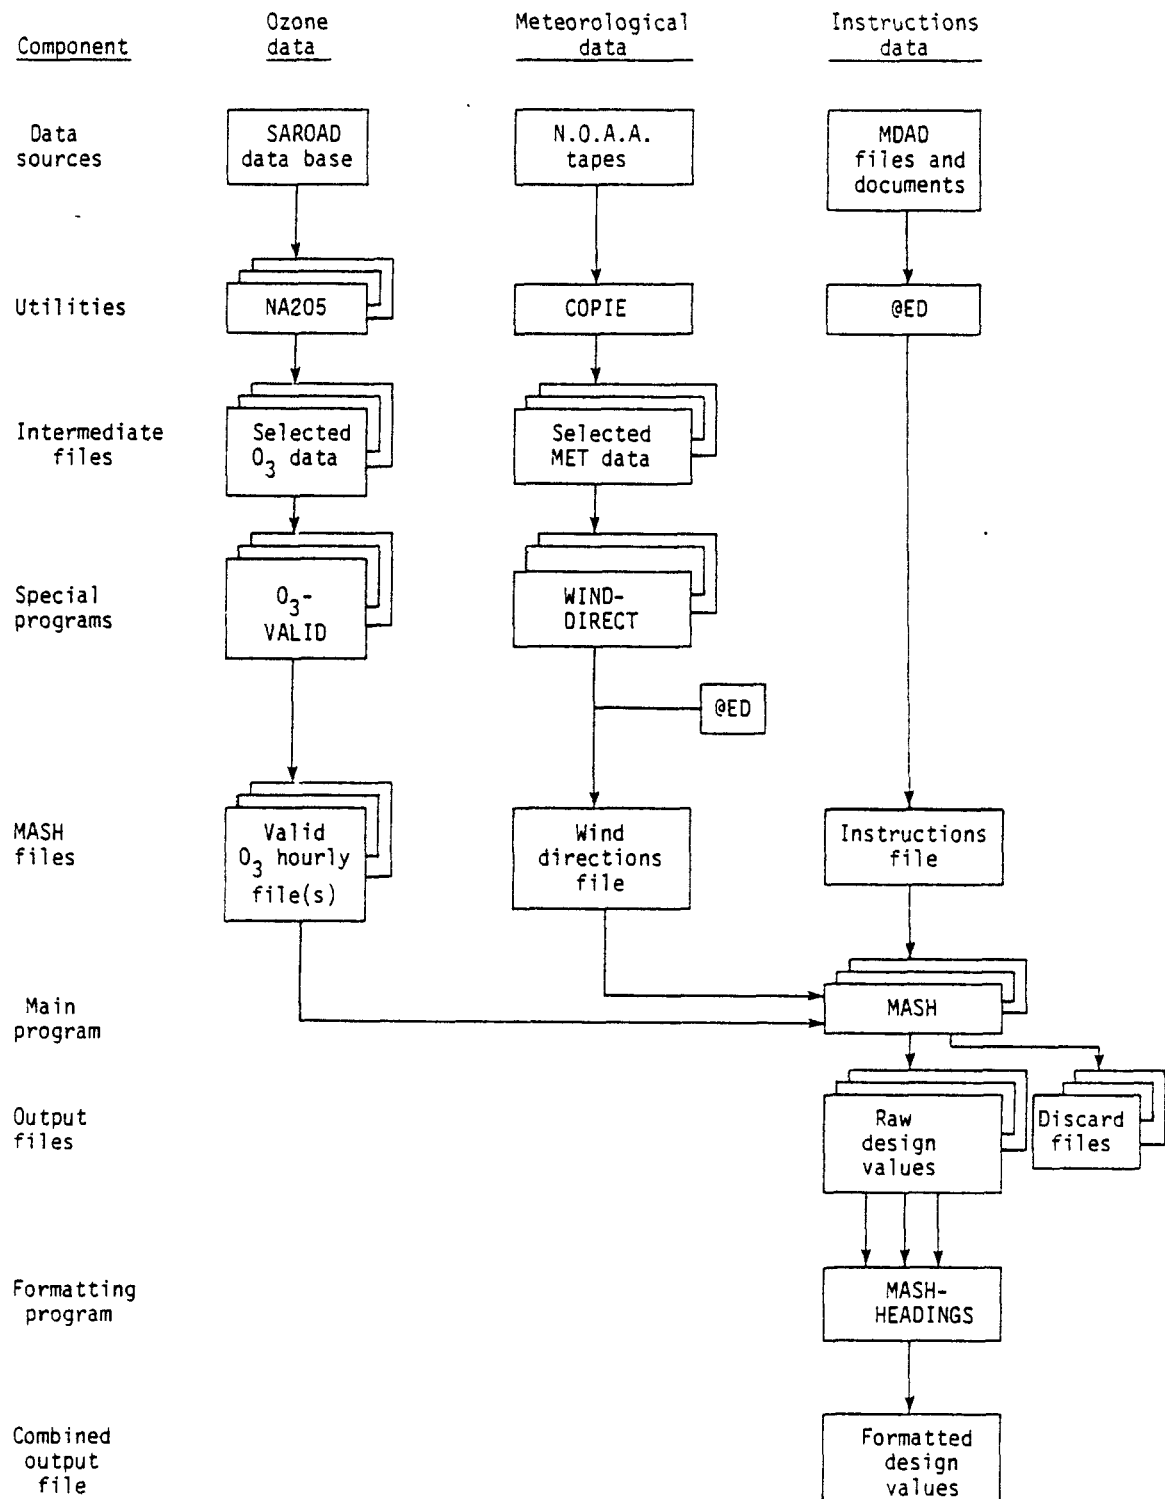 Component
Ozone
data
Meteorological
data
Instructions
data
Data
sources
SAROAD
data base
N.O.A.A.
tapes
MDAD
files and
documents
Utilities
NA205
COPIE
@ED
Intermediate
files
Selected
O3 data
Selected
MET data
Special
programs
O3-
VALID
WIND-
DIRECT
@ED
MASH
files
Valid
O3 hourly
file(s)
Wind
directions
file
Instructions
file
Main
program
MASH
Output
files
Raw
design
values
Discard
files
Formatting
program
MASH-
HEADINGS
Combined
output
file
Formatted
design
values